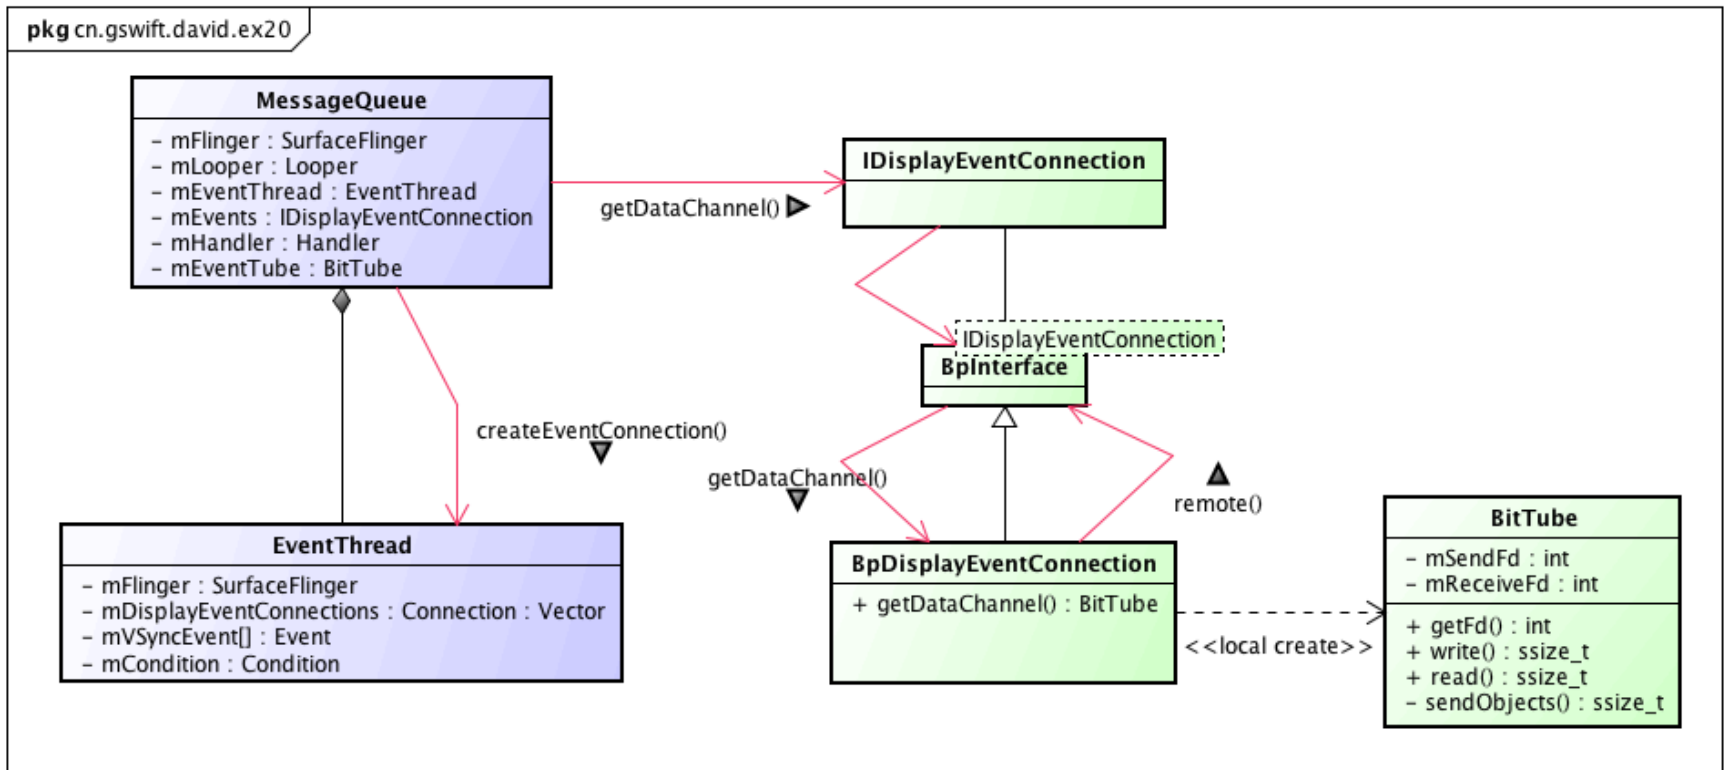 pkg cn.gswift.david.ex20
MessageQueue
- mFlinger : SurfaceFlinger
- mLooper : Looper
- mEventThread : EventThread
- mEvents : IDisplayEventConnection
- mHandler : Handler
- mEventTube : BitTube
getDataChannel()
IDisplayEventConnection
IDisplayEventConnection
BpInterface
createEventConnection()
getDataChannel()
remote()
EventThread
- mFlinger : SurfaceFlinger
- mDisplayEventConnections : Connection : Vector
- mVSyncEvent[] : Event
- mCondition : Condition
BpDisplayEventConnection
+ getDataChannel() : BitTube
<<local create>>
BitTube
- mSendFd : int
- mReceiveFd : int
+ getFd() : int
+ write() : ssize_t
+ read() : ssize_t
- sendObjects() : ssize_t